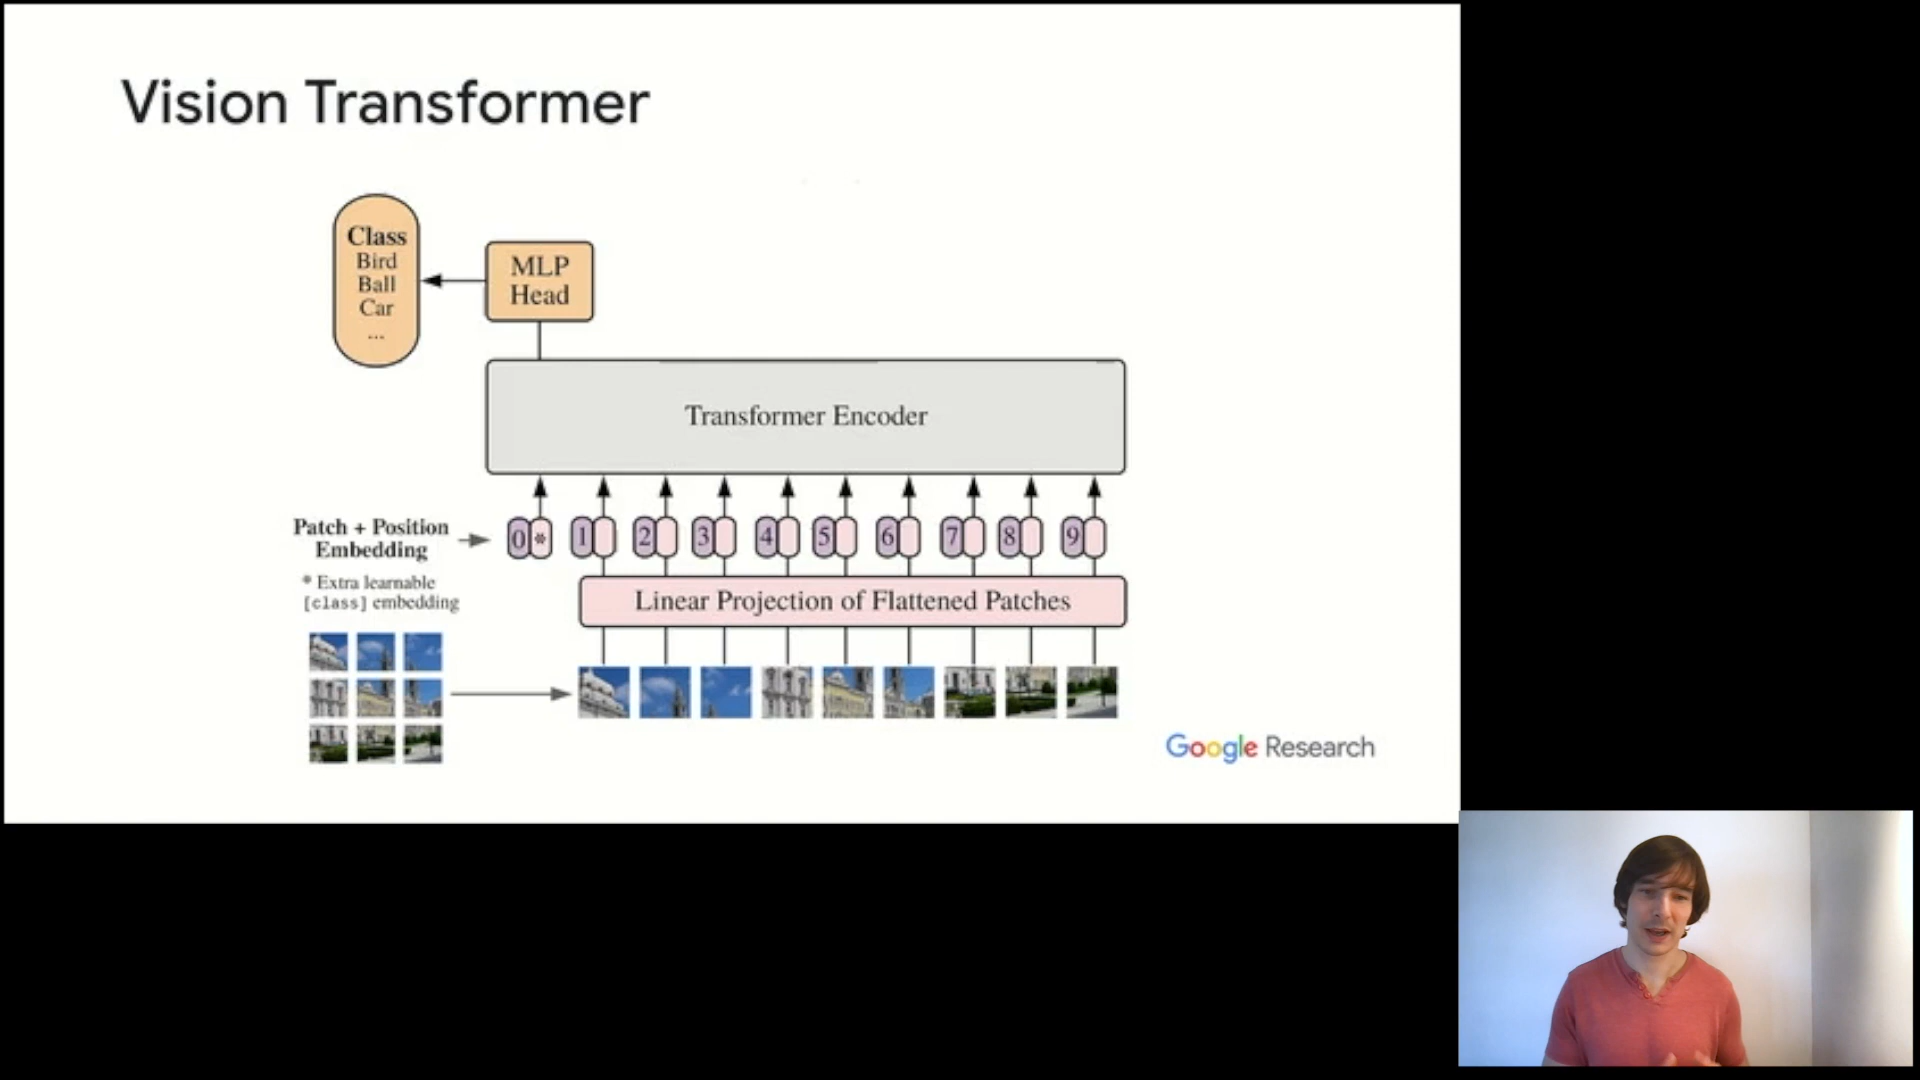 Vision Transformer
Class
Bird
Ball
Car
...
MLP
Head
Transformer Encoder
Patch + Position
Embedding
0 * 1 2 3 4 5 6 7 8 9
* Extra learnable
[class] embedding
Linear Projection of Flattened Patches
Google Research